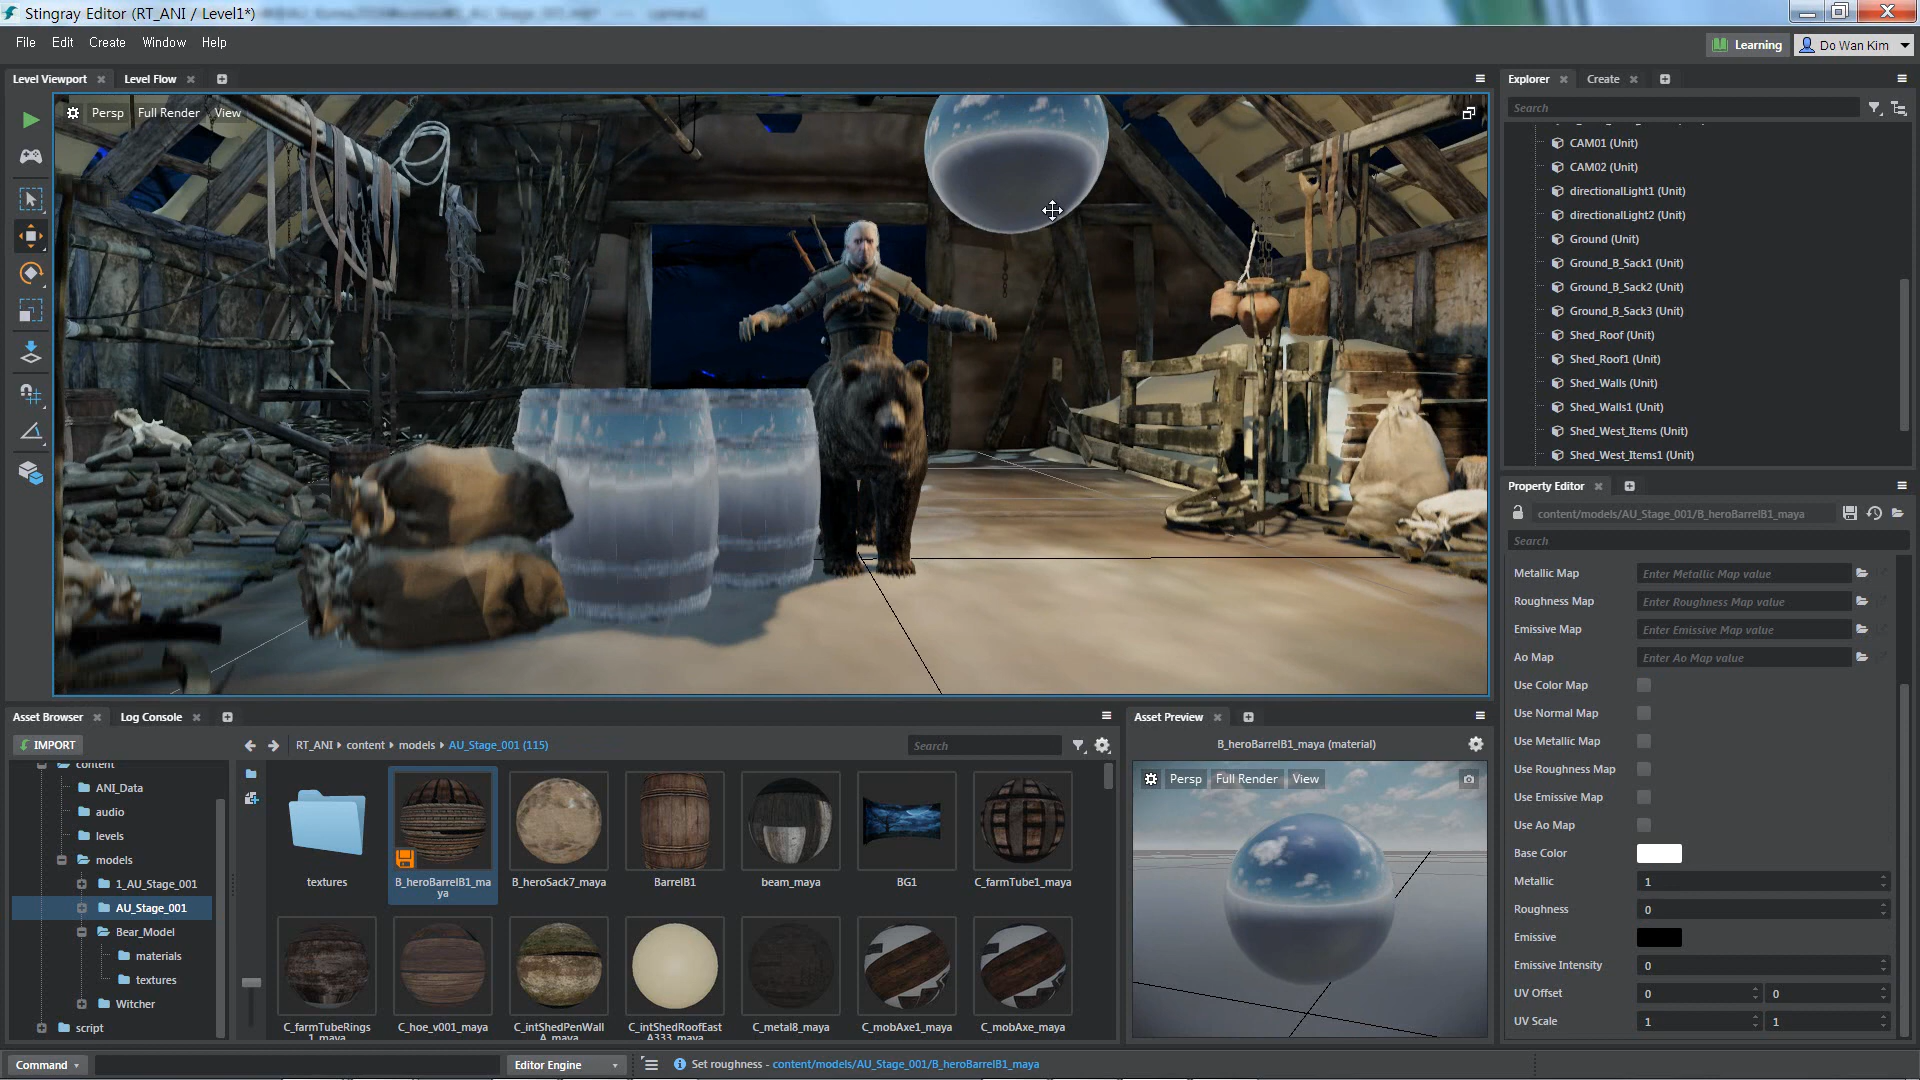 Stingray Editor (RT_ANI / Level1*)
File Edit Create Window Help
Learning
Do Wan Kim
Level Viewport
Level Flow
Persp Full Render View
Explorer
Create
Search
CAM01 (Unit)
CAM02 (Unit)
directionalLight1 (Unit)
directionalLight2 (Unit)
Ground (Unit)
Ground_B_Sack1 (Unit)
Ground_B_Sack2 (Unit)
Ground_B_Sack3 (Unit)
Shed_Roof (Unit)
Shed_Roof1 (Unit)
Shed_Walls (Unit)
Shed_Walls1 (Unit)
Shed_West_Items (Unit)
Shed_West_Items1 (Unit)
Property Editor
content/models/AU_Stage_001/B_heroBarrelB1_maya
Search
Metallic Map Enter Metallic Map value
Roughness Map Enter Roughness Map value
Emissive Map Enter Emissive Map value
Ao Map Enter Ao Map value
Use Color Map
Use Normal Map
Use Metallic Map
Use Roughness Map
Use Emissive Map
Use Ao Map
Base Color
Metallic 1
Roughness 0
Emissive
Emissive Intensity 0
UV Offset 0 0
UV Scale 1 1
Asset Browser
Log Console
IMPORT
RT_ANI content models AU_Stage_001 (115)
Search
content
ANI_Data
audio
levels
models
1_AU_Stage_001
AU_Stage_001
Bear_Model
materials
textures
Witcher
script
textures
B_heroBarrelB1_ma
ya
B_heroSack7_maya
BarrelB1
beam_maya
BG1
C_farmTube1_maya
C_farmTubeRings
1_maya
C_hoe_v001_maya
C_intShedPenWall
A_maya
C_intShedRoofEast
A333_maya
C_metal8_maya
C_mobAxe1_maya
C_mobAxe_maya
Asset Preview
B_heroBarrelB1_maya (material)
Persp Full Render View
Command
Editor Engine
Set roughness - content/models/AU_Stage_001/B_heroBarrelB1_maya